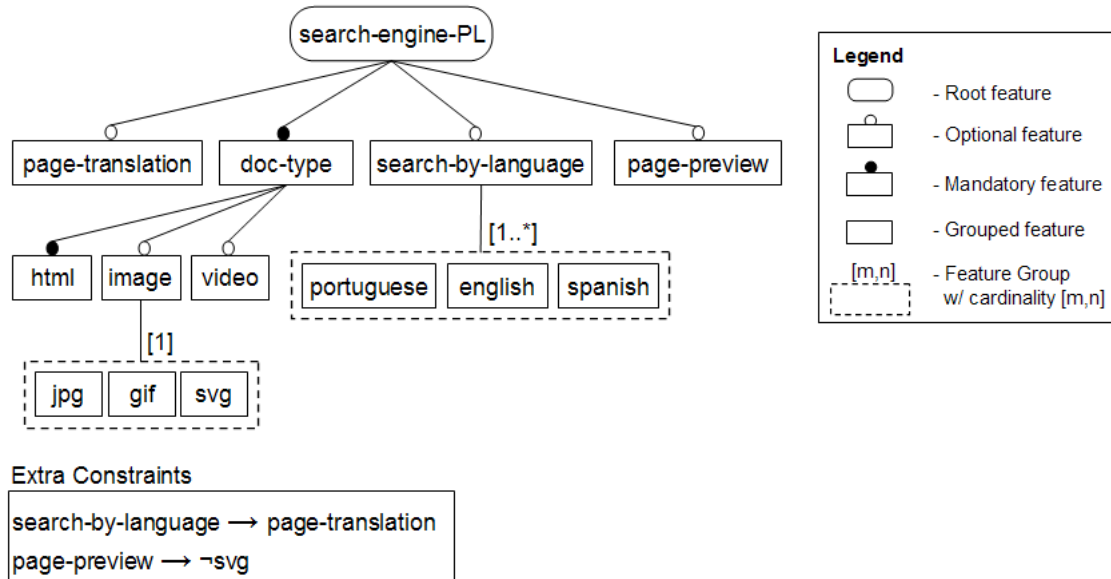 search-engine-PL
page-translation doc-type search-by-language page-preview
html image video
[1..*]
portuguese english spanish
[1]
jpg gif svg
Legend
- Root feature
- Optional feature
- Mandatory feature
- Grouped feature
[m,n] - Feature Group
w/ cardinality [m,n]
Extra Constraints
search-by-language → page-translation
page-preview → ¬svg